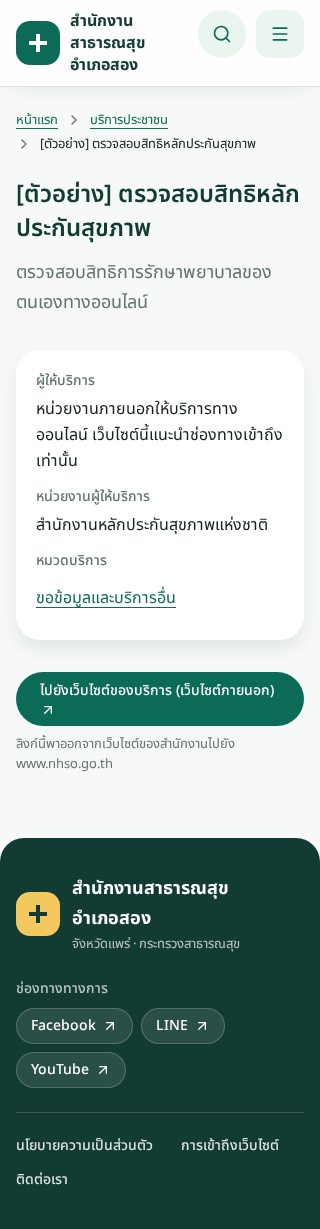 สำนักงาน
สาธารณสุข
อำเภอสอง
หน้าแรก > บริการประชาชน
> [ตัวอย่าง] ตรวจสอบสิทธิหลักประกันสุขภาพ
[ตัวอย่าง] ตรวจสอบสิทธิหลัก
ประกันสุขภาพ
ตรวจสอบสิทธิการรักษาพยาบาลของ
ตนเองทางออนไลน์
ผู้ให้บริการ
หน่วยงานภายนอกให้บริการทาง
ออนไลน์ เว็บไซต์นี้แนะนำช่องทางเข้าถึง
เท่านั้น
หน่วยงานผู้ให้บริการ
สำนักงานหลักประกันสุขภาพแห่งชาติ
หมวดบริการ
ขอข้อมูลและบริการอื่น
ไปยังเว็บไซต์ของบริการ (เว็บไซต์ภายนอก)
ลิงก์นี้พาออกจากเว็บไซต์ของสำนักงานไปยัง
www.nhso.go.th
สำนักงานสาธารณสุข
อำเภอสอง
จังหวัดแพร่ · กระทรวงสาธารณสุข
ช่องทางทางการ
Facebook LINE
YouTube
นโยบายความเป็นส่วนตัว การเข้าถึงเว็บไซต์
ติดต่อเรา